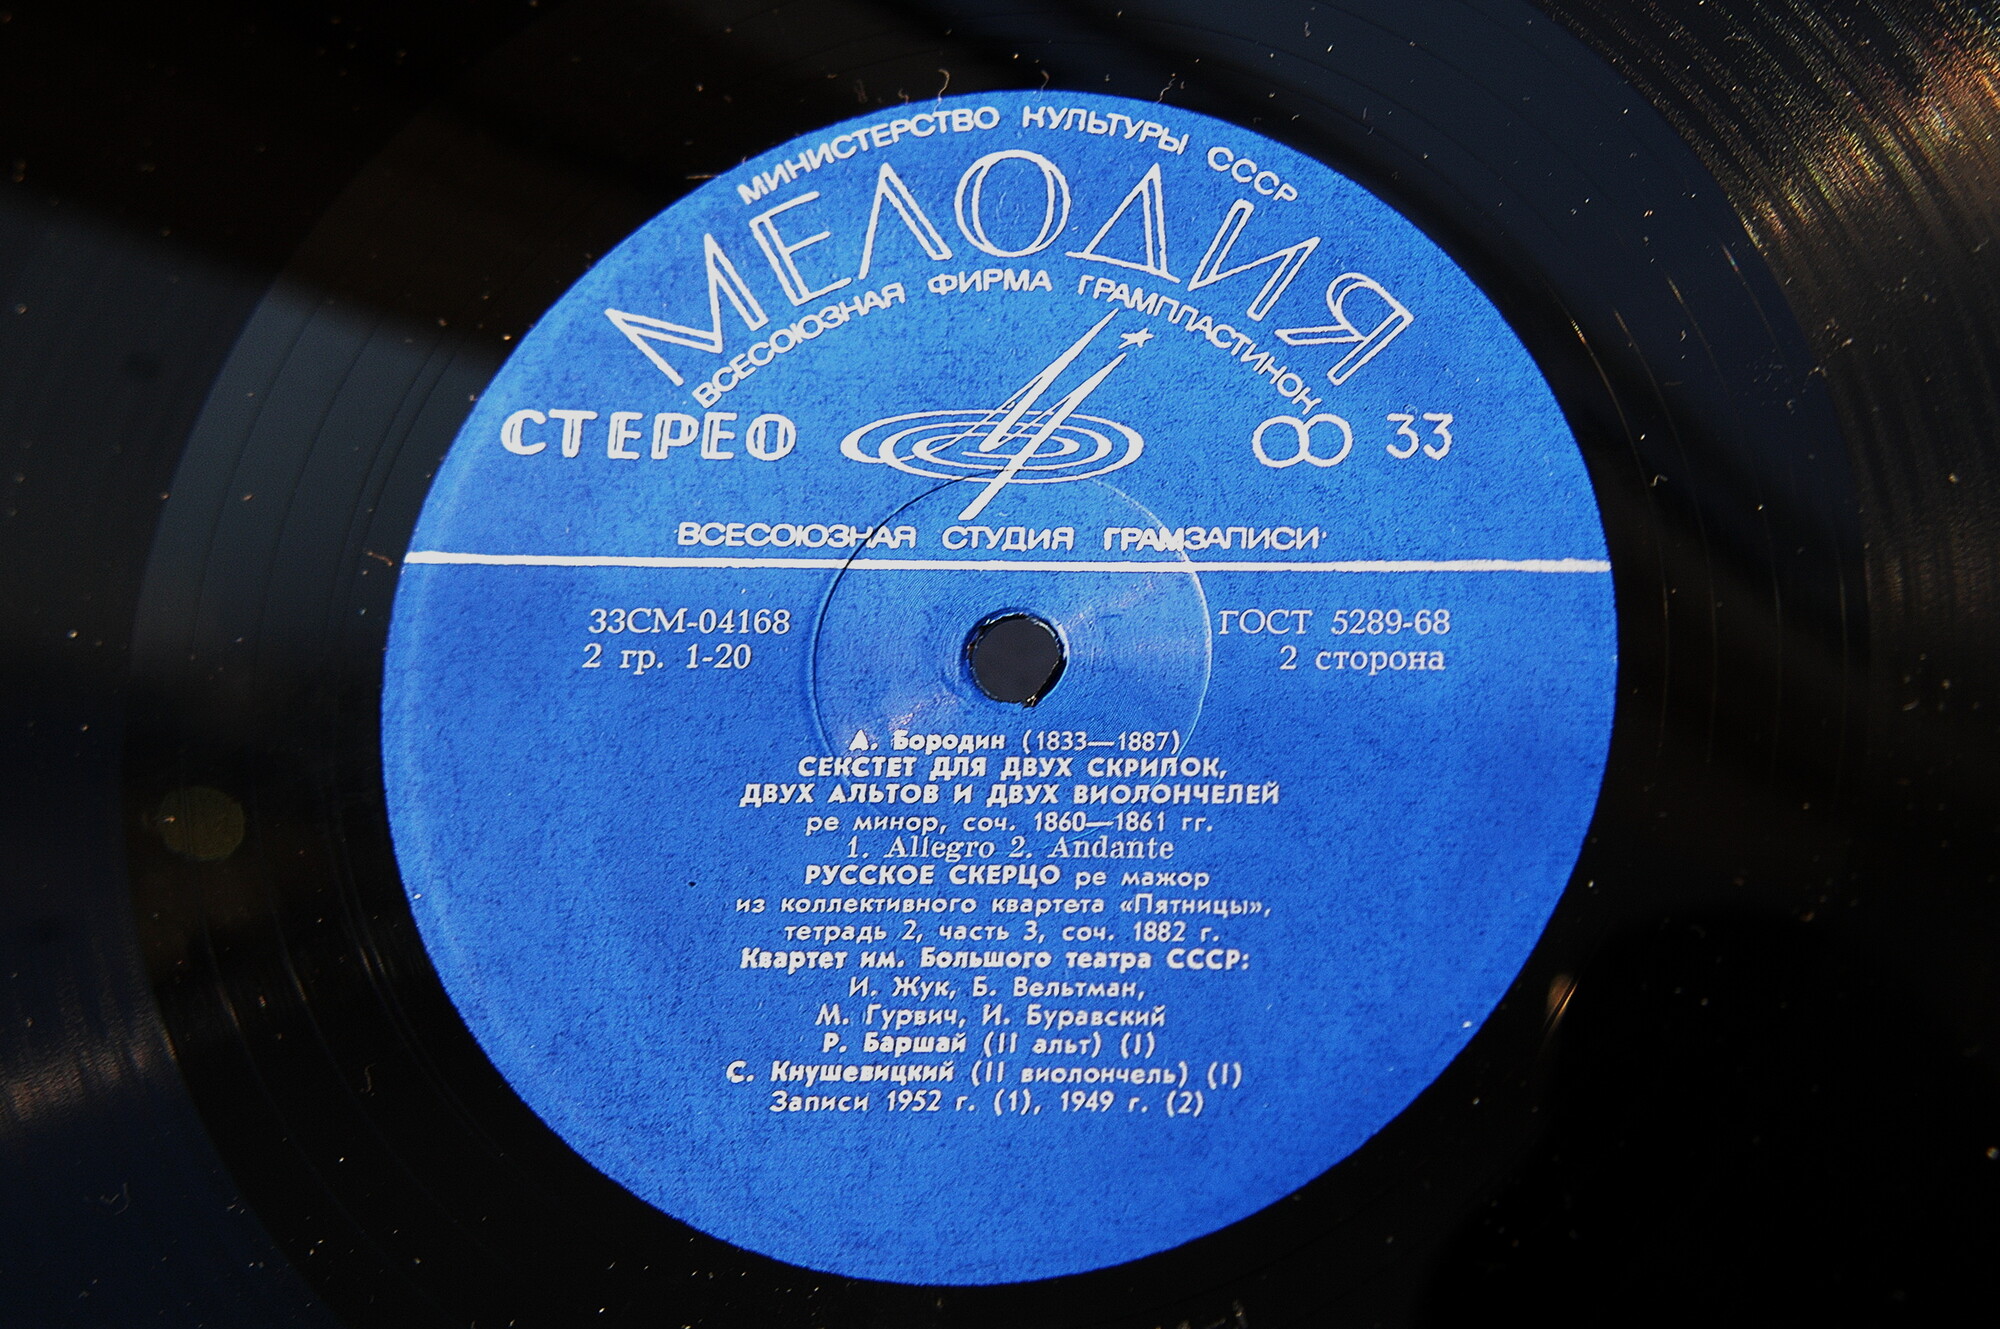 МИНИСТЕРСТВО КУЛЬТУРЫ СССР
МЕЛОДИЯ
ВСЕСОЮЗНАЯ ФИРМА ГРАМПЛАСТИНОК
СТЕРЕО 33
ВСЕСОЮЗНАЯ СТУДИЯ ГРАМЗАПИСИ
33СМ-04168 ГОСТ 5289-68
2 гр. 1-20 2 сторона
А. Бородин (1833—1887)
СЕКСТЕТ ДЛЯ ДВУХ СКРИПОК,
ДВУХ АЛЬТОВ И ДВУХ ВИОЛОНЧЕЛЕЙ
ре минор, соч. 1860—1861 гг.
1. Allegro 2. Andante
РУССКОЕ СКЕРЦО ре мажор
из коллективного квартета «Пятницы»,
тетрадь 2, часть 3, соч. 1882 г.
Квартет им. Большого театра СССР:
И. Жук, Б. Вельтман,
М. Гурвич, И. Буравский
Р. Баршай (II альт) (1)
С. Кнушевицкий (II виолончель) (1)
Записи 1952 г. (1), 1949 г. (2)